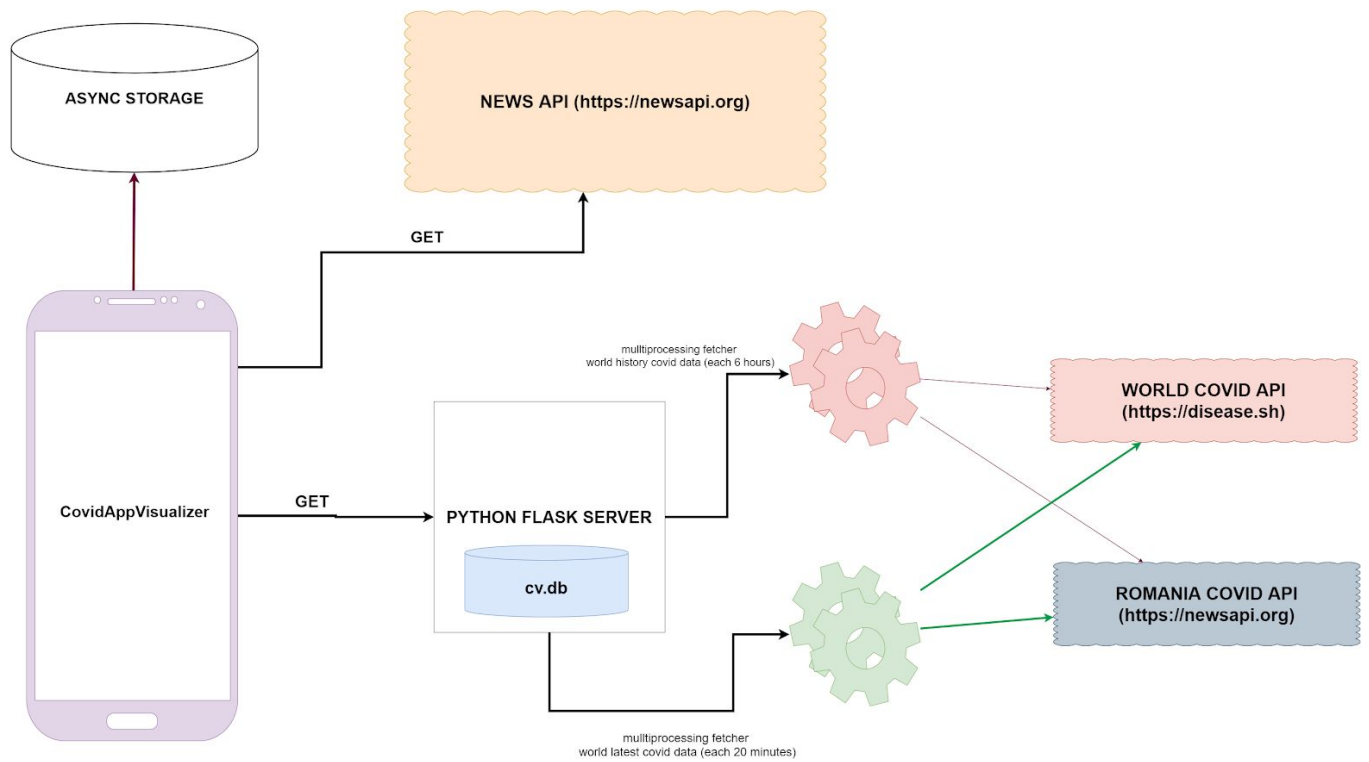 ASYNC STORAGE
NEWS API (https://newsapi.org)
GET
mulltiprocessing fetcher
world history covid data (each 6 hours)
WORLD COVID API
(https://disease.sh)
CovidAppVisualizer
GET
PYTHON FLASK SERVER
cv.db
ROMANIA COVID API
(https://newsapi.org)
mulltiprocessing fetcher
world latest covid data (each 20 minutes)